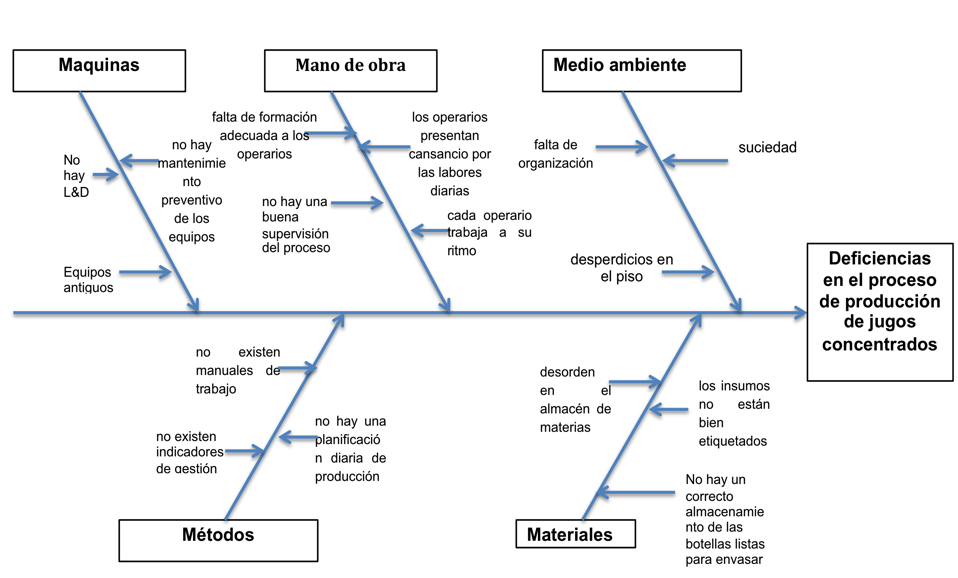 Maquinas
Mano de obra
Medio ambiente
No
hay
L&D
no hay
mantenimie
nto
preventivo
de los
equipos
Equipos
antiguos
falta de formación
adecuada a los
operarios
los operarios
presentan
cansancio por
las labores
diarias
no hay una
buena
supervisión
del proceso
cada operario
trabaja a su
ritmo
falta de
organización
suciedad
desperdicios en
el piso
Deficiencias
en el proceso
de producción
de jugos
concentrados
no existen
manuales de
trabajo
no existen
indicadores
de gestión
no hay una
planificació
n diaria de
producción
desorden
en el
almacén de
materias
los insumos
no están
bien
etiquetados
No hay un
correcto
almacenamie
nto de las
botellas listas
para envasar
Métodos
Materiales